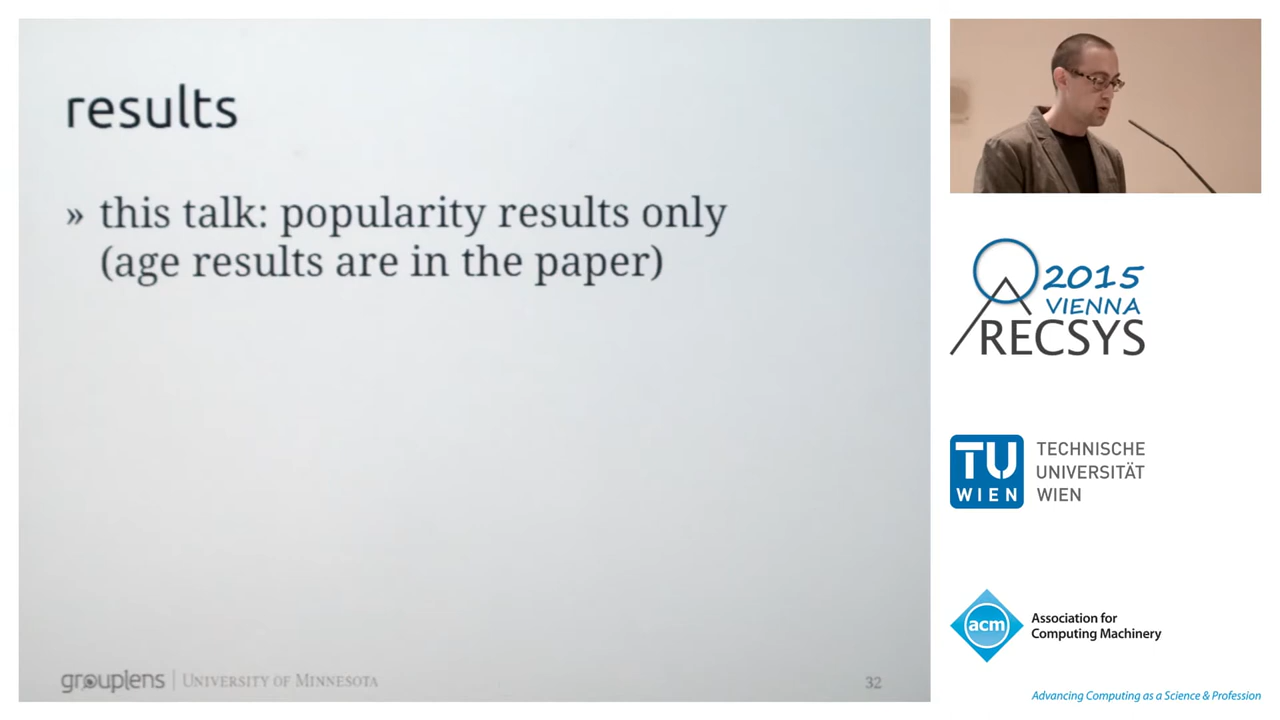 results
» this talk: popularity results only
(age results are in the paper)
grouplens | UNIVERSITY OF MINNESOTA
32
2015
VIENNA
RECSYS
TU
WIEN
TECHNISCHE
UNIVERSITÄT
WIEN
acm
Association for
Computing Machinery
Advancing Computing as a Science & Profession